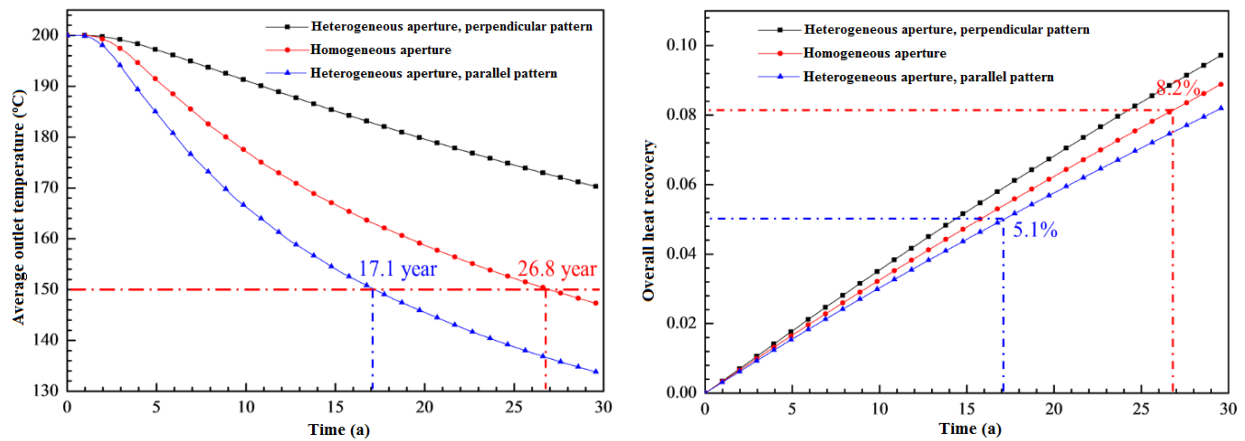 Heterogeneous aperture, perpendicular pattern
Homogeneous aperture
Heterogeneous aperture, parallel pattern
200
190
180
170
160
150
140
130
17.1 year
26.8 year
Average outlet temperature (°C)
0
5
10
15
20
25
30
Time (a)
Heterogeneous aperture, perpendicular pattern
Homogeneous aperture
Heterogeneous aperture, parallel pattern
0.10
0.08
0.06
0.04
0.02
0.00
8.2%
5.1%
Overall heat recovery
0
5
10
15
20
25
30
Time (a)